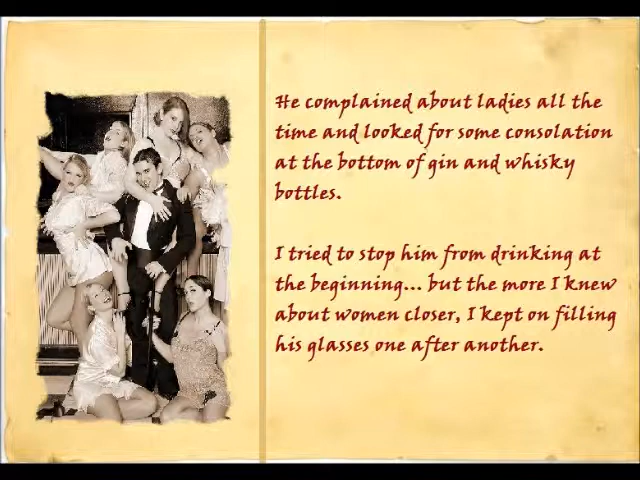 He complained about ladies all the
time and looked for some consolation
at the bottom of gin and whisky
bottles.
I tried to stop him from drinking at
the beginning... but the more I knew
about women closer, I kept on filling
his glasses one after another.